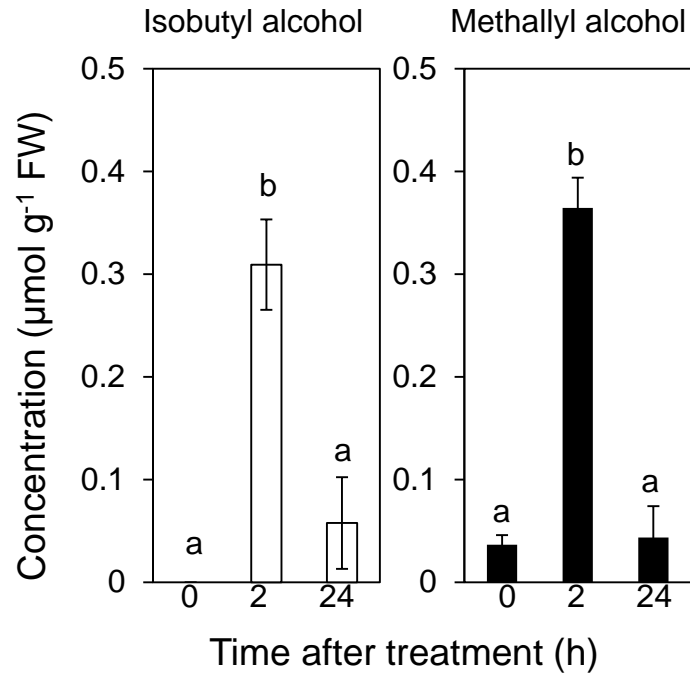 Isobutyl alcohol
Methallyl alcohol
Concentration (µmol g⁻¹ FW)
0.5
0.4
0.3
0.2
0.1
0
a
b
a
0
2
24
0.5
0.4
0.3
0.2
0.1
0
a
b
a
0
2
24
Time after treatment (h)